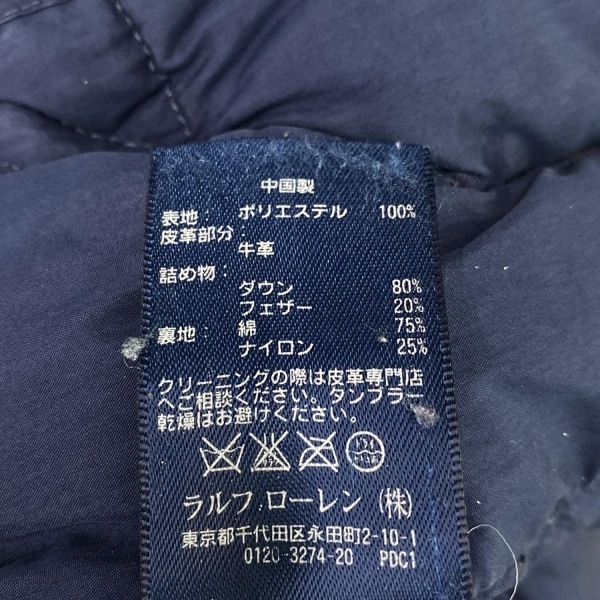 中国製
表地 ポリエステル 100%
皮革部分:
牛革
詰め物:
ダウン 80%
フェザー 20%
裏地: 綿 75%
ナイロン 25%
クリーニングの際は皮革専門店
へご相談ください。タンブラー
乾燥はお避けください。
ラルフ ローレン (株)
東京都千代田区永田町2-10-1
0120-3274-20 PDC1